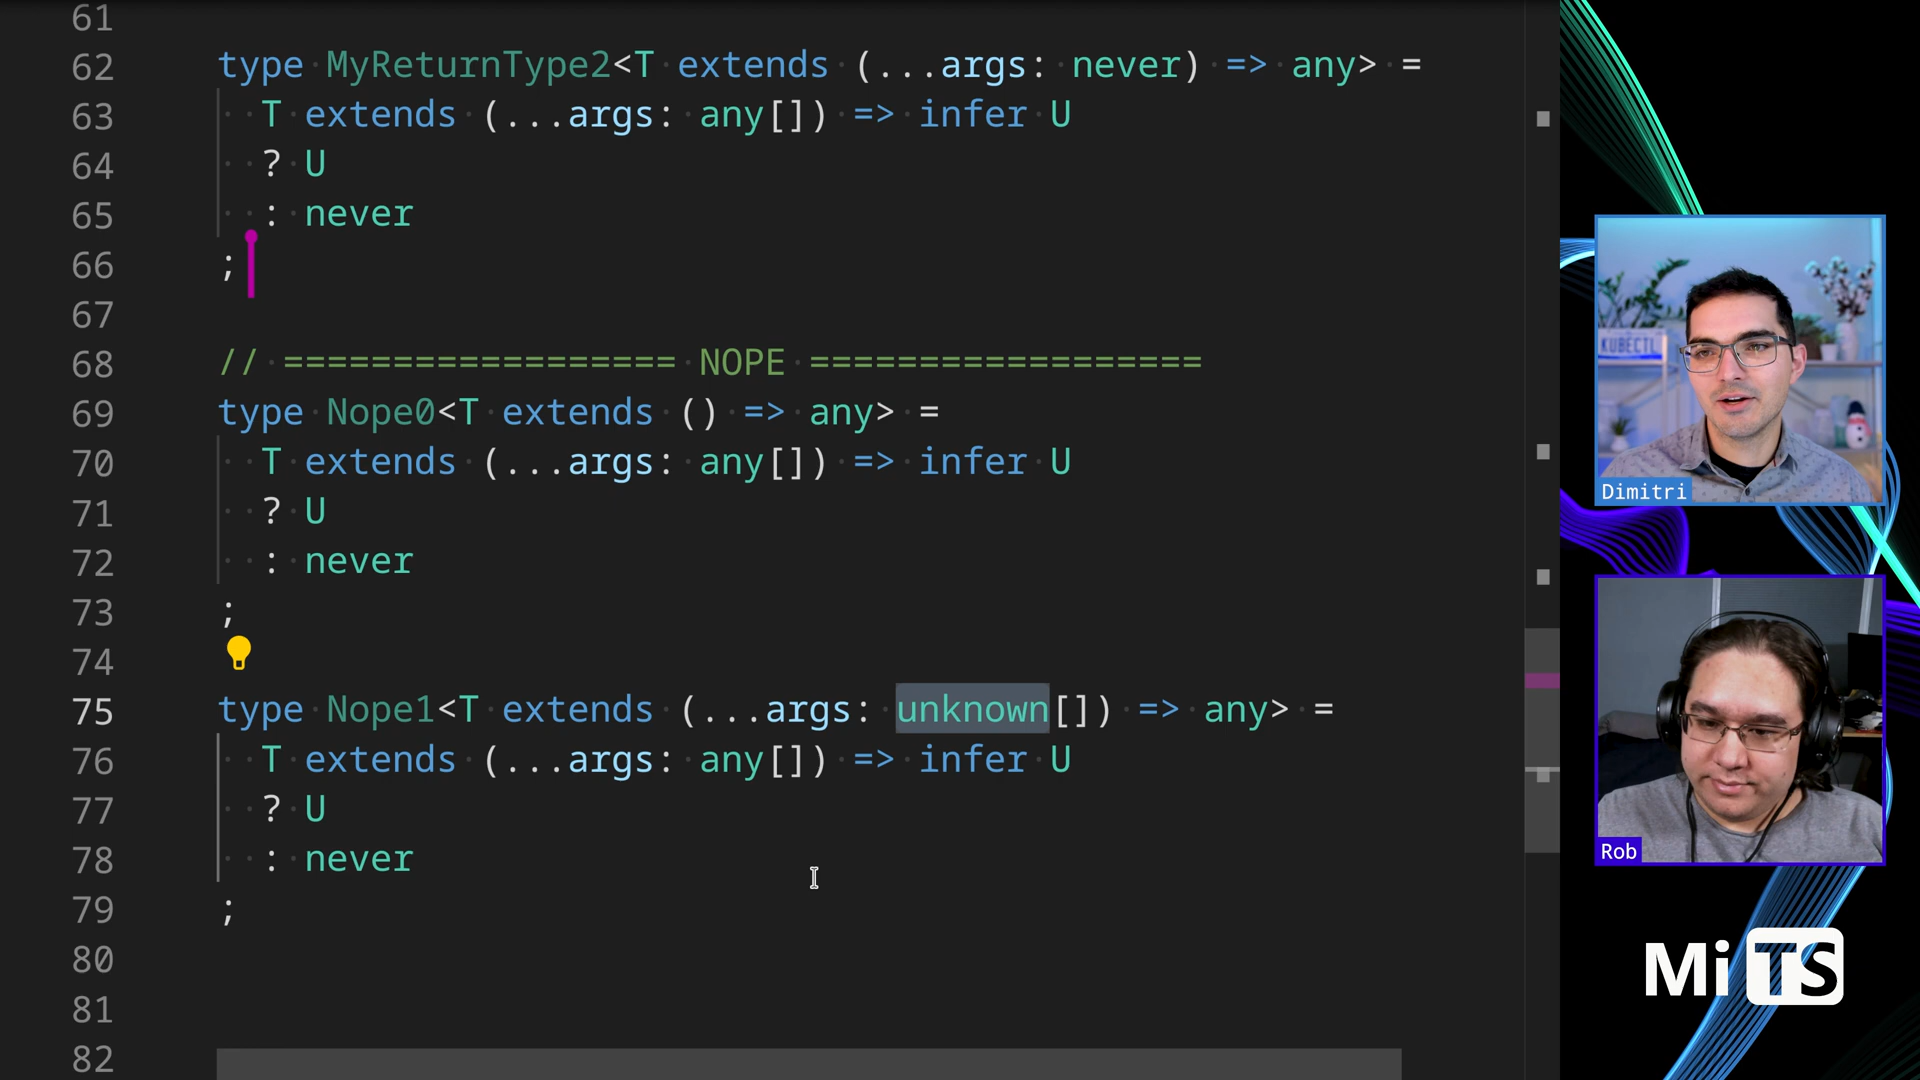 61
62 type MyReturnType2<T extends (...args: never) => any> =
63 T extends (...args: any[]) => infer U
64 ? U
65 : never
66 ;
67
68 // ================== NOPE ==================
69 type Nope0<T extends () => any> =
70 T extends (...args: any[]) => infer U
71 ? U
72 : never
73 ;
74
75 type Nope1<T extends (...args: unknown[]) => any> =
76 T extends (...args: any[]) => infer U
77 ? U
78 : never
79 ;
80
81
82
KUBECTL
Dimitri
Rob
Mi TS